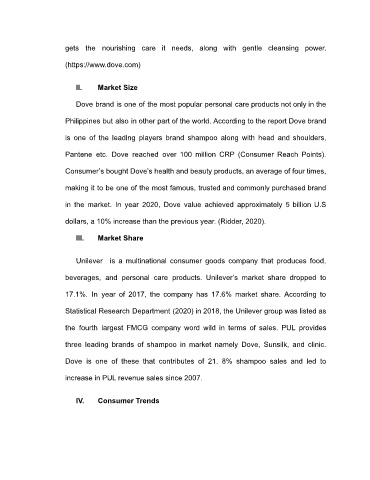 gets the nourishing care it needs, along with gentle cleansing power.
(https://www.dove.com)
II. Market Size
Dove brand is one of the most popular personal care products not only in the
Philippines but also in other part of the world. According to the report Dove brand
is one of the leading players brand shampoo along with head and shoulders,
Pantene etc. Dove reached over 100 million CRP (Consumer Reach Points).
Consumer's bought Dove's health and beauty products, an average of four times,
making it to be one of the most famous, trusted and commonly purchased brand
in the market. In year 2020, Dove value achieved approximately 5 billion U.S
dollars, a 10% increase than the previous year. (Ridder, 2020).
III. Market Share
Unilever is a multinational consumer goods company that produces food,
beverages, and personal care products. Unilever's market share dropped to
17.1%. In year of 2017, the company has 17.6% market share. According to
Statistical Research Department (2020) in 2018, the Unilever group was listed as
the fourth largest FMCG company word wild in terms of sales. PUL provides
three leading brands of shampoo in market namely Dove, Sunsilk, and clinic.
Dove is one of these that contributes of 21. 8% shampoo sales and led to
increase in PUL revenue sales since 2007.
IV. Consumer Trends